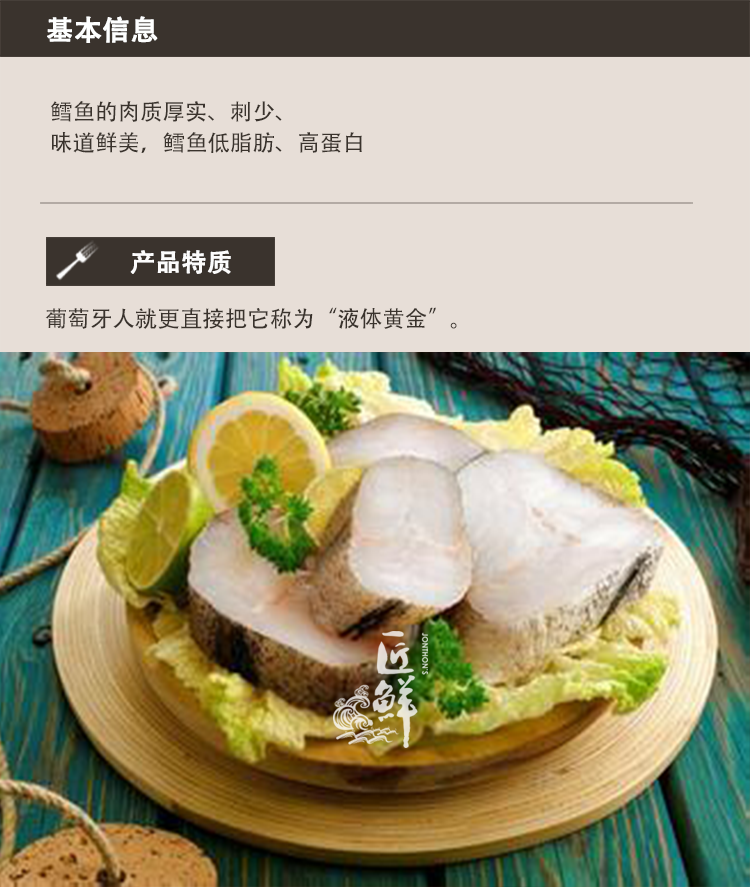 基本信息
鳕鱼的肉质厚实、刺少、
味道鲜美，鳕鱼低脂肪、高蛋白
产品特质
葡萄牙人就更直接把它称为“液体黄金”。
匠鲜
JONTHON'S